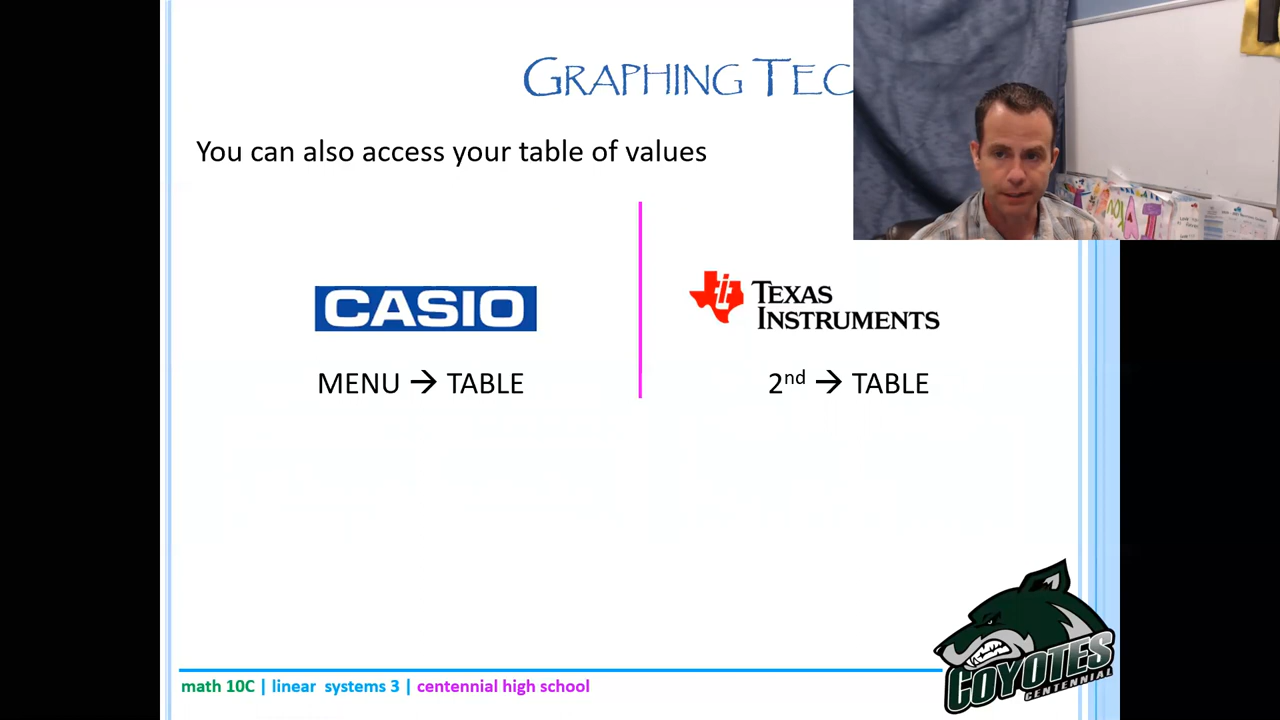 GRAPHING TEC
You can also access your table of values
CASIO
TEXAS
INSTRUMENTS
MENU → TABLE
2nd → TABLE
COYOTES
CENTENNIAL
math 10C | linear systems 3 | centennial high school